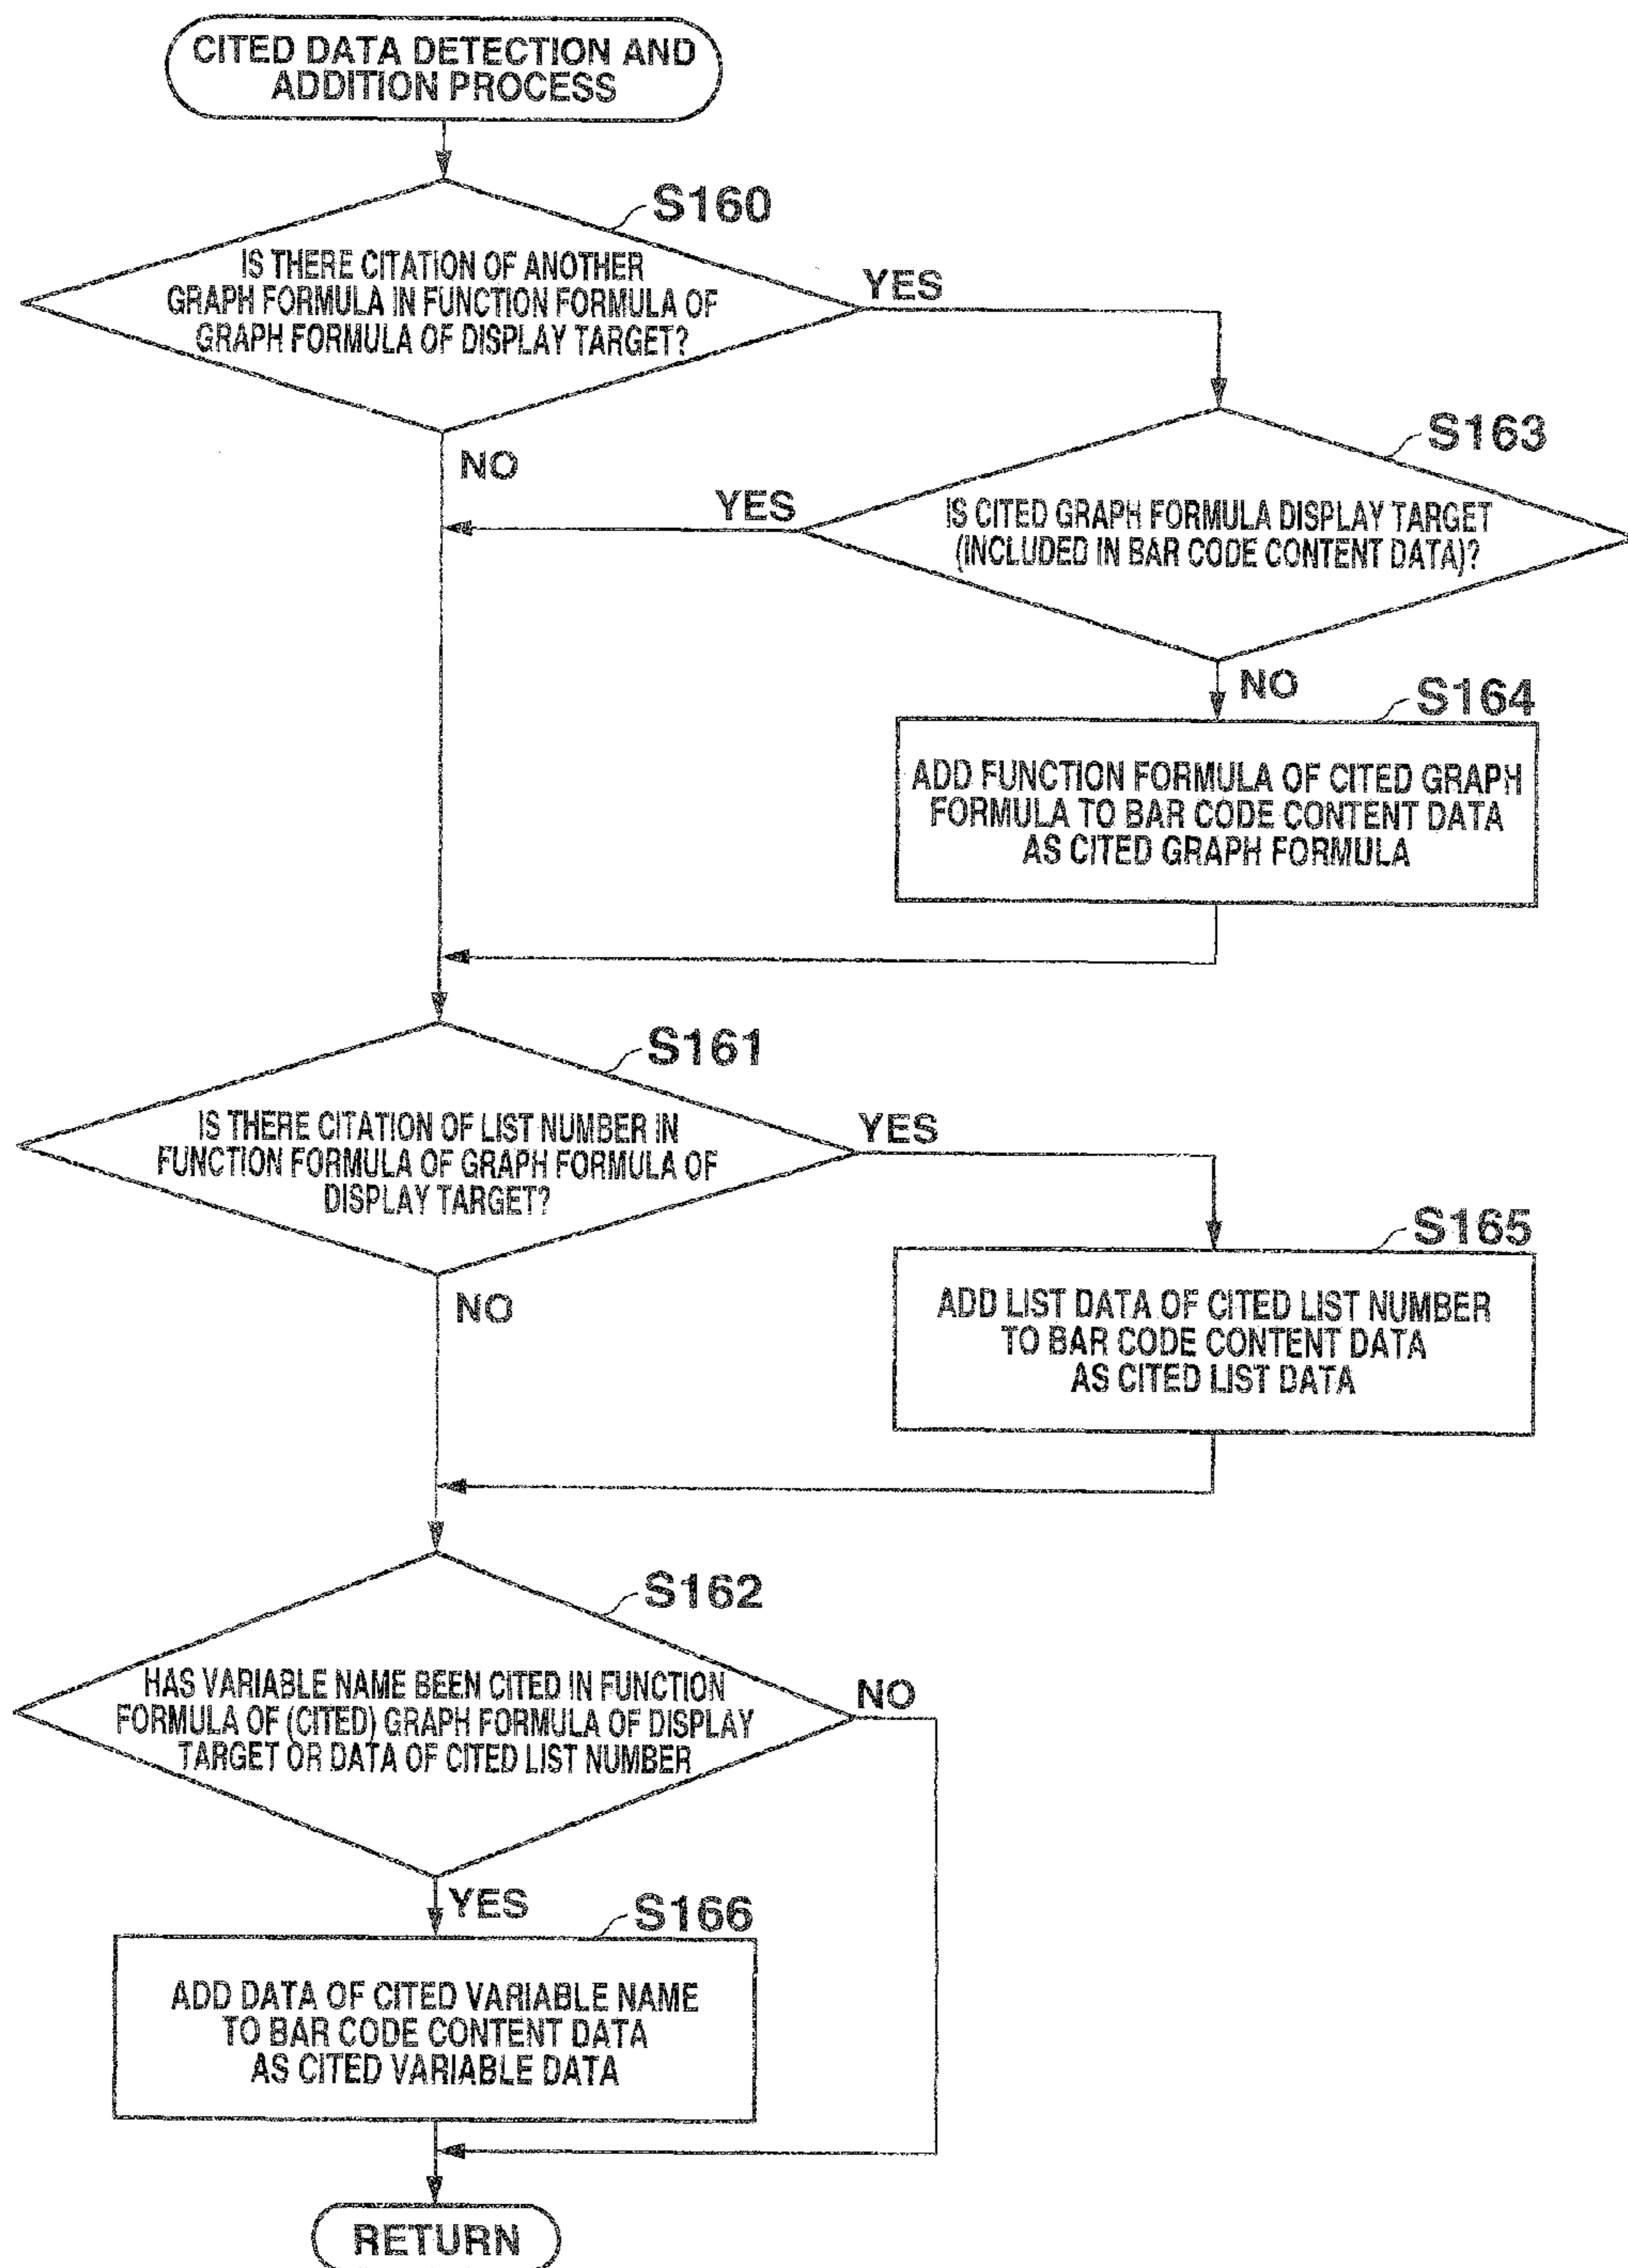 CITED DATA DETECTION AND
ADDITION PROCESS
S160
IS THERE CITATION OF ANOTHER
GRAPH FORMULA IN FUNCTION FORMULA OF
GRAPH FORMULA OF DISPLAY TARGET?
YES
NO
S163
YES
IS CITED GRAPH FORMULA DISPLAY TARGET
(INCLUDED IN BAR CODE CONTENT DATA)?
NO
S164
ADD FUNCTION FORMULA OF CITED GRAPH
FORMULA TO BAR CODE CONTENT DATA
AS CITED GRAPH FORMULA
S161
IS THERE CITATION OF LIST NUMBER IN
FUNCTION FORMULA OF GRAPH FORMULA OF
DISPLAY TARGET?
YES
NO
S165
ADD LIST DATA OF CITED LIST NUMBER
TO BAR CODE CONTENT DATA
AS CITED LIST DATA
S162
HAS VARIABLE NAME BEEN CITED IN FUNCTION
FORMULA OF (CITED) GRAPH FORMULA OF DISPLAY
TARGET OR DATA OF CITED LIST NUMBER
NO
YES
S166
ADD DATA OF CITED VARIABLE NAME
TO BAR CODE CONTENT DATA
AS CITED VARIABLE DATA
RETURN